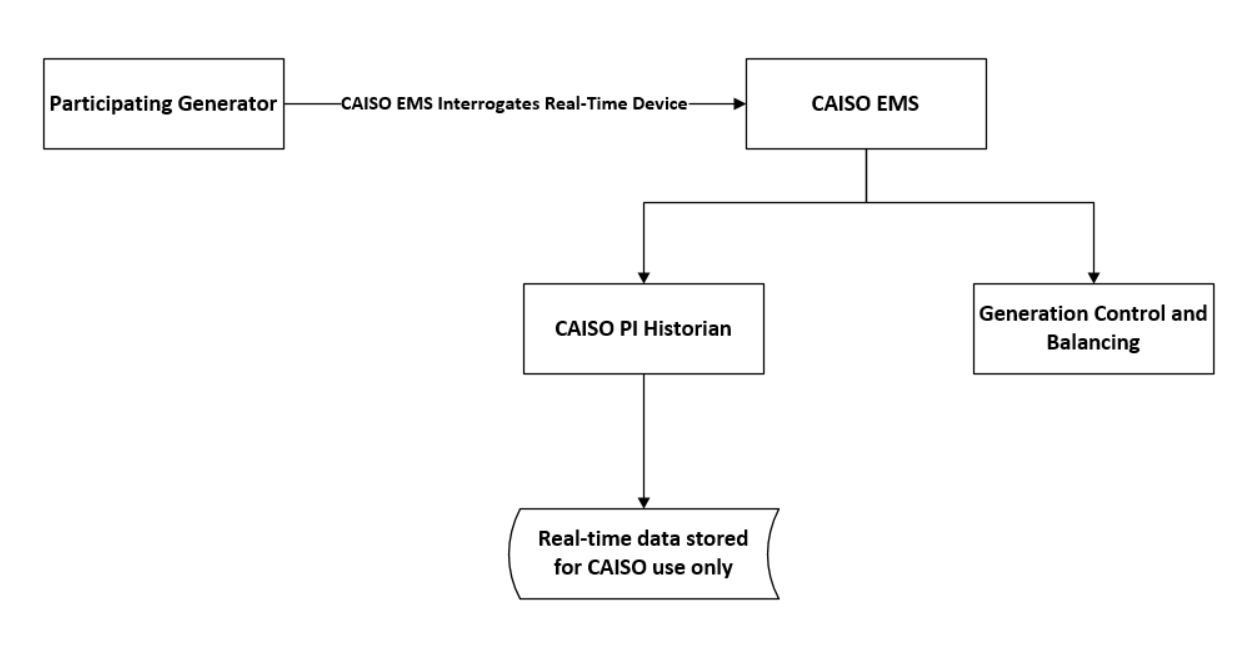 Participating Generator
CAISO EMS Interrogates Real-Time Device
CAISO EMS
CAISO PI Historian
Generation Control and
Balancing
Real-time data stored
for CAISO use only